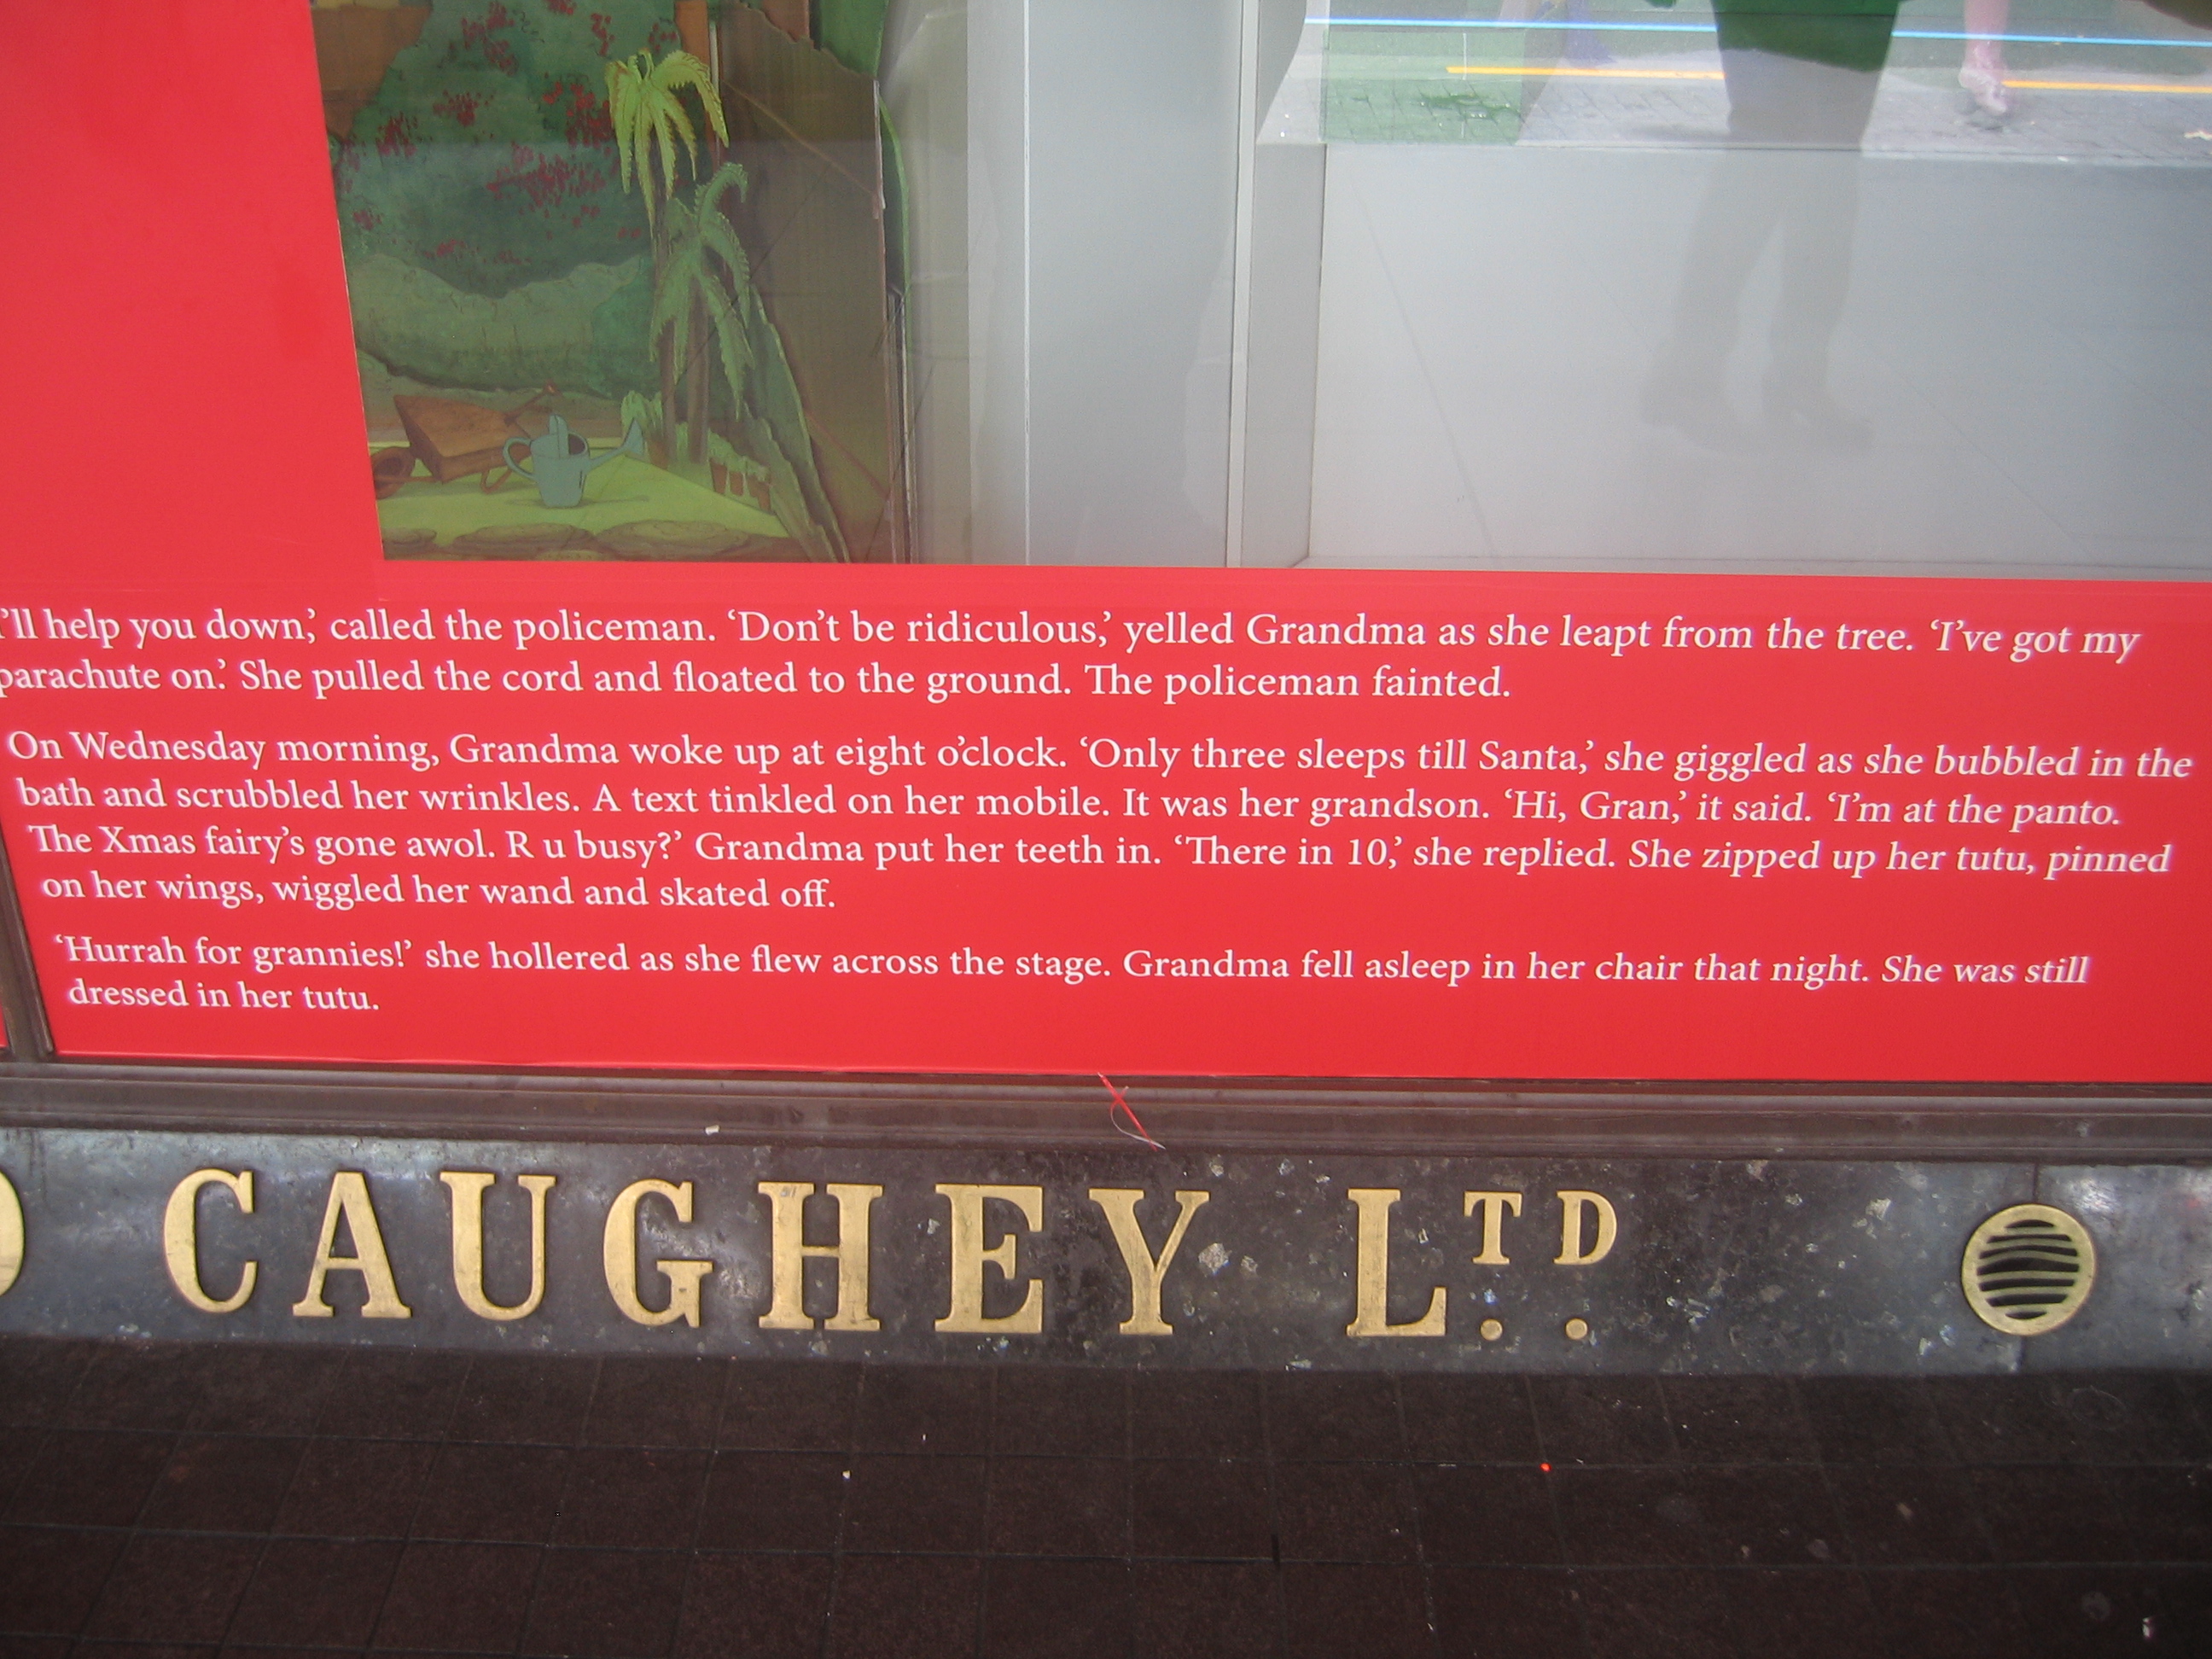 'll help you down,' called the policeman. 'Don't be ridiculous,' yelled Grandma as she leapt from the tree. 'I've got my
parachute on.' She pulled the cord and floated to the ground. The policeman fainted.
On Wednesday morning, Grandma woke up at eight o'clock. 'Only three sleeps till Santa,' she giggled as she bubbled in the
bath and scrubbled her wrinkles. A text tinkled on her mobile. It was her grandson. 'Hi, Gran,' it said. 'I'm at the panto.
The Xmas fairy's gone awol. R u busy?' Grandma put her teeth in. 'There in 10,' she replied. She zipped up her tutu, pinned
on her wings, wiggled her wand and skated off.
'Hurrah for grannies!' she hollered as she flew across the stage. Grandma fell asleep in her chair that night. She was still
dressed in her tutu.
CAUGHEY LTD